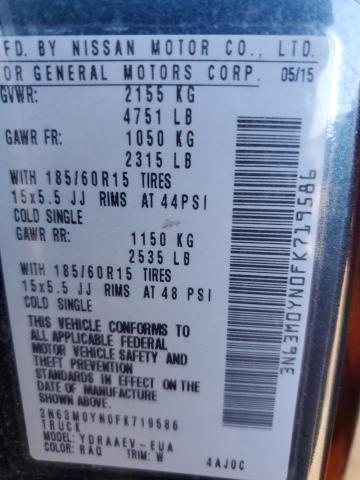 MFD. BY NISSAN MOTOR CO., LTD.
FOR GENERAL MOTORS CORP. 05/15
GVWR: 2155 KG
4751 LB
GAWR FR: 1050 KG
2315 LB
WITH 185/60R15 TIRES
15x5.5 JJ RIMS AT 44PSI
COLD SINGLE
GAWR RR: 1150 KG
2535 LB
WITH 185/60R15 TIRES
15x5.5 JJ RIMS AT 48 PSI
COLD SINGLE
THIS VEHICLE CONFORMS TO
ALL APPLICABLE FEDERAL
MOTOR VEHICLE SAFETY AND
THEFT PREVENTION
STANDARDS IN EFFECT ON
THE DATE OF MANUFACTURE
SHOWN ABOVE.
3N63M0YN0FK719586
TRUCK
MODEL: YDRAAEV-EUA
COLOR: RAQ TRIM: W 4AJ0C
3N63M0YN0FK719586